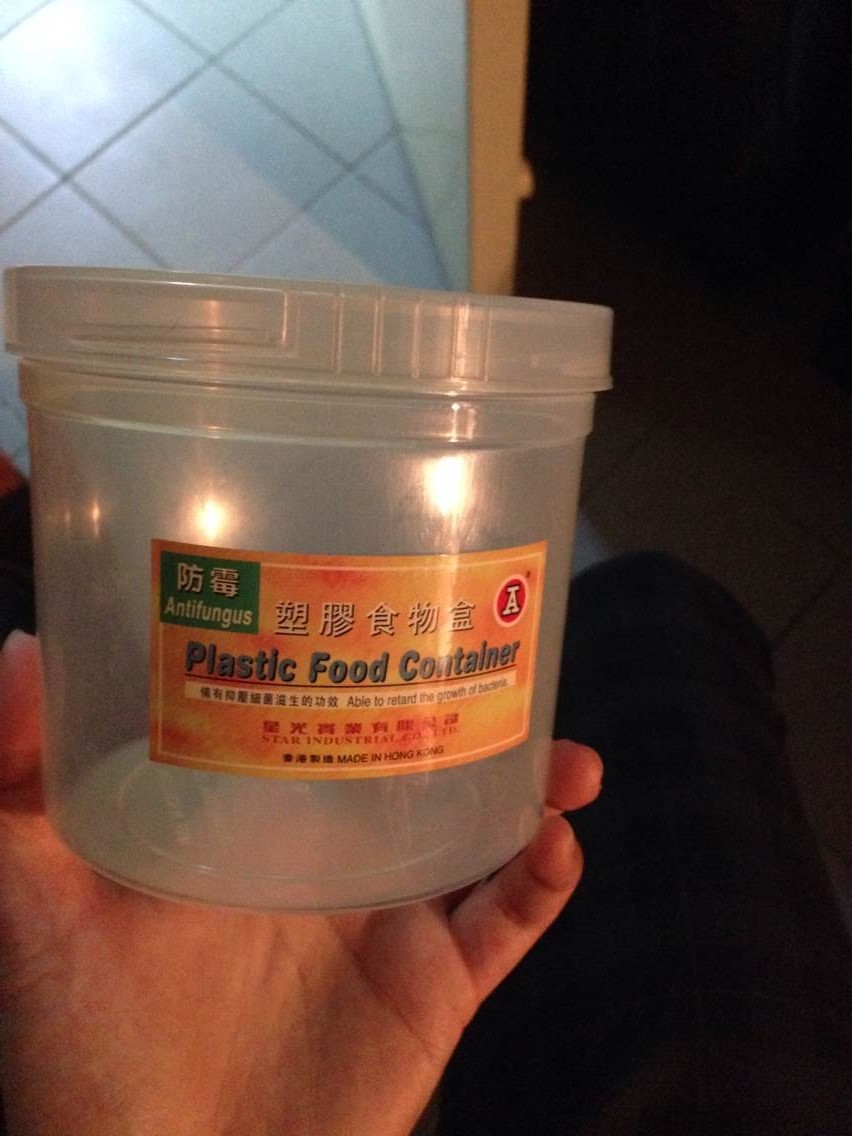 防霉
Antifungus
塑膠食物盒
A
Plastic Food Container
備有抑壓細菌滋生的功效 Able to retard the growth of bacteria
星光實業有限公司
STAR INDUSTRIAL CO., LTD.
香港製造 MADE IN HONG KONG